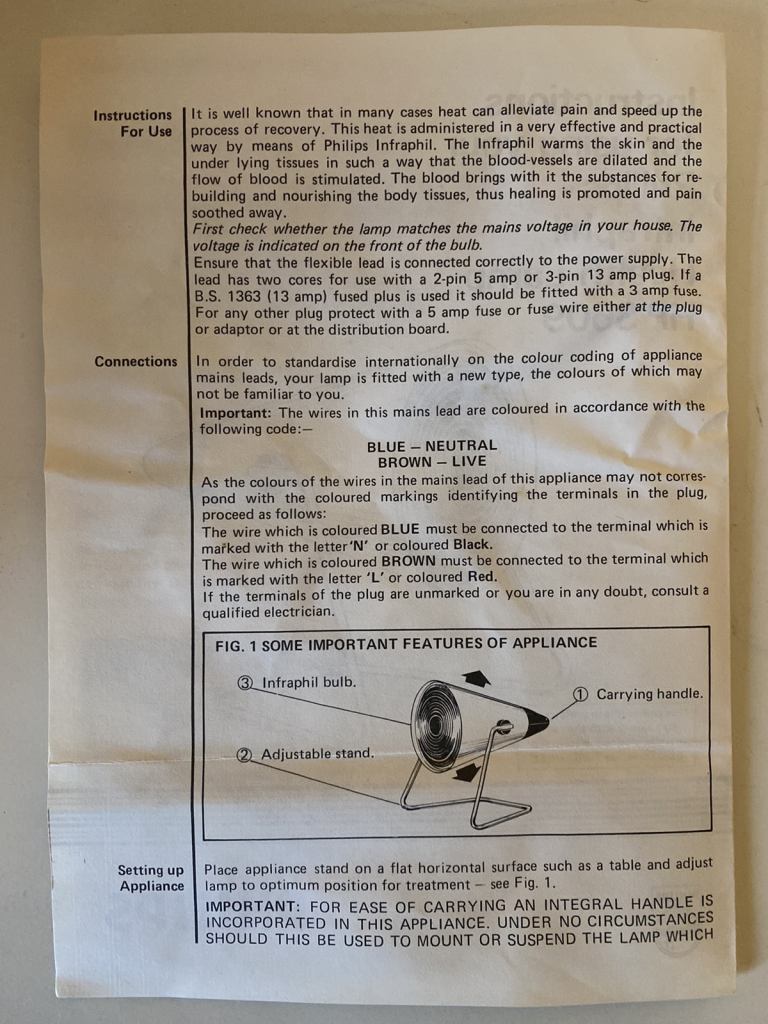 Instructions
For Use
It is well known that in many cases heat can alleviate pain and speed up the
process of recovery. This heat is administered in a very effective and practical
way by means of Philips Infraphil. The Infraphil warms the skin and the
under lying tissues in such a way that the blood-vessels are dilated and the
flow of blood is stimulated. The blood brings with it the substances for re-
building and nourishing the body tissues, thus healing is promoted and pain
soothed away.
First check whether the lamp matches the mains voltage in your house. The
voltage is indicated on the front of the bulb.
Ensure that the flexible lead is connected correctly to the power supply. The
lead has two cores for use with a 2-pin 5 amp or 3-pin 13 amp plug. If a
B.S. 1363 (13 amp) fused plus is used it should be fitted with a 3 amp fuse.
For any other plug protect with a 5 amp fuse or fuse wire either at the plug
or adaptor or at the distribution board.
Connections
In order to standardise internationally on the colour coding of appliance
mains leads, your lamp is fitted with a new type, the colours of which may
not be familiar to you.
Important: The wires in this mains lead are coloured in accordance with the
following code:—
BLUE — NEUTRAL
BROWN — LIVE
As the colours of the wires in the mains lead of this appliance may not corres-
pond with the coloured markings identifying the terminals in the plug,
proceed as follows:
The wire which is coloured BLUE must be connected to the terminal which is
marked with the letter 'N' or coloured Black.
The wire which is coloured BROWN must be connected to the terminal which
is marked with the letter 'L' or coloured Red.
If the terminals of the plug are unmarked or you are in any doubt, consult a
qualified electrician.
FIG. 1 SOME IMPORTANT FEATURES OF APPLIANCE
③ Infraphil bulb.
① Carrying handle.
② Adjustable stand.
Setting up
Appliance
Place appliance stand on a flat horizontal surface such as a table and adjust
lamp to optimum position for treatment — see Fig. 1.
IMPORTANT: FOR EASE OF CARRYING AN INTEGRAL HANDLE IS
INCORPORATED IN THIS APPLIANCE. UNDER NO CIRCUMSTANCES
SHOULD THIS BE USED TO MOUNT OR SUSPEND THE LAMP WHICH